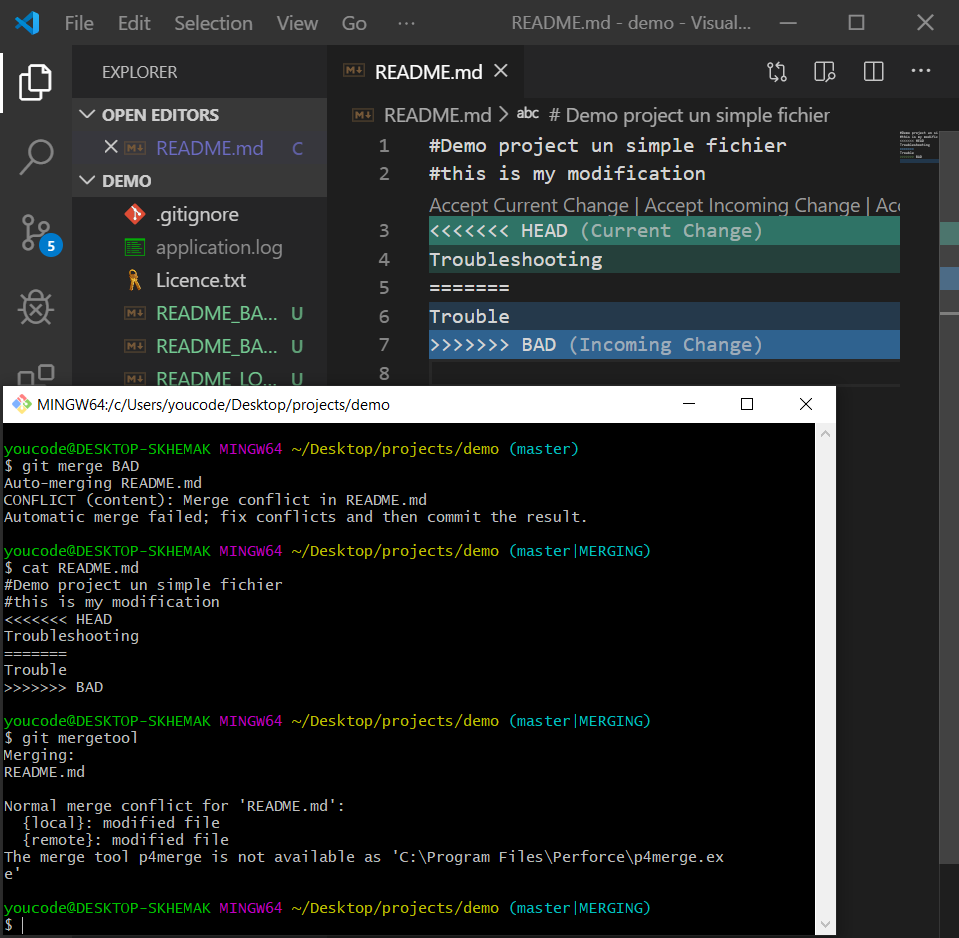 File Edit Selection View Go ··· README.md - demo - Visual...
EXPLORER
OPEN EDITORS
README.md C
DEMO
.gitignore
application.log
Licence.txt
README_BA... U
README_BA... U
README_LO... U
5
README.md
README.md > abc # Demo project un simple fichier
1 #Demo project un simple fichier
2 #this is my modification
Accept Current Change | Accept Incoming Change | Acc
3 <<<<<<< HEAD (Current Change)
4 Troubleshooting
5 =======
6 Trouble
7 >>>>>>> BAD (Incoming Change)
8
MINGW64:/c/Users/youcode/Desktop/projects/demo
youcode@DESKTOP-SKHEMAK MINGW64 ~/Desktop/projects/demo (master)
$ git merge BAD
Auto-merging README.md
CONFLICT (content): Merge conflict in README.md
Automatic merge failed; fix conflicts and then commit the result.
youcode@DESKTOP-SKHEMAK MINGW64 ~/Desktop/projects/demo (master|MERGING)
$ cat README.md
#Demo project un simple fichier
#this is my modification
<<<<<<< HEAD
Troubleshooting
=======
Trouble
>>>>>>> BAD
youcode@DESKTOP-SKHEMAK MINGW64 ~/Desktop/projects/demo (master|MERGING)
$ git mergetool
Merging:
README.md
Normal merge conflict for 'README.md':
{local}: modified file
{remote}: modified file
The merge tool p4merge is not available as 'C:\Program Files\Perforce\p4merge.ex
e'
youcode@DESKTOP-SKHEMAK MINGW64 ~/Desktop/projects/demo (master|MERGING)
$